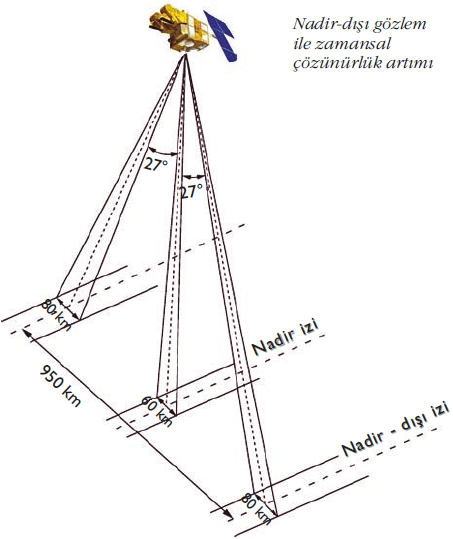 Nadir-dışı gözlem
ile zamansal
çözünürlük artımı
27°
27°
80 km
950 km
Nadir izi
60 km
Nadir - dışı izi
80 km